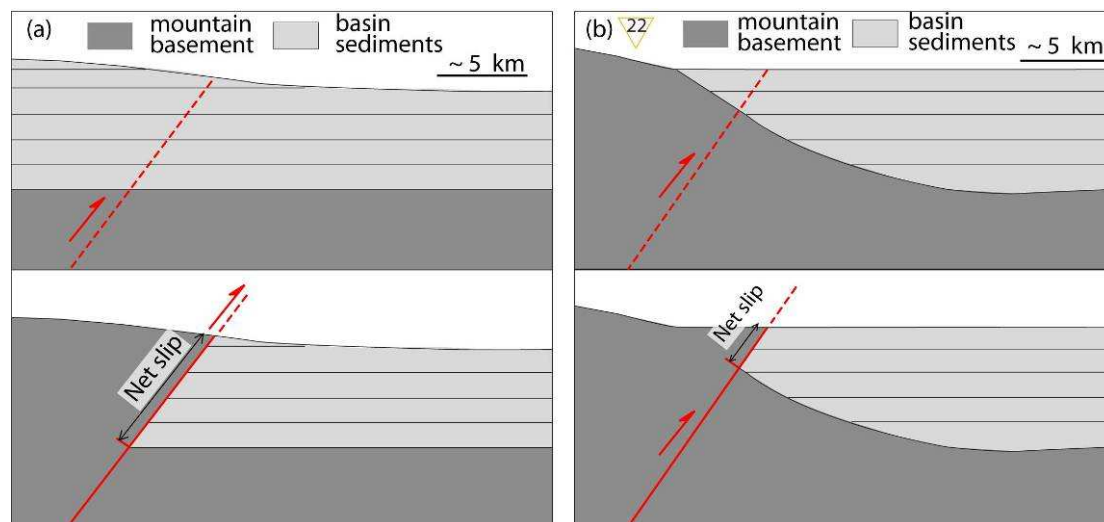 (a)
mountain
basement
basin
sediments
~ 5 km
Net slip
(b)
22
mountain
basement
basin
sediments
~ 5 km
Net slip